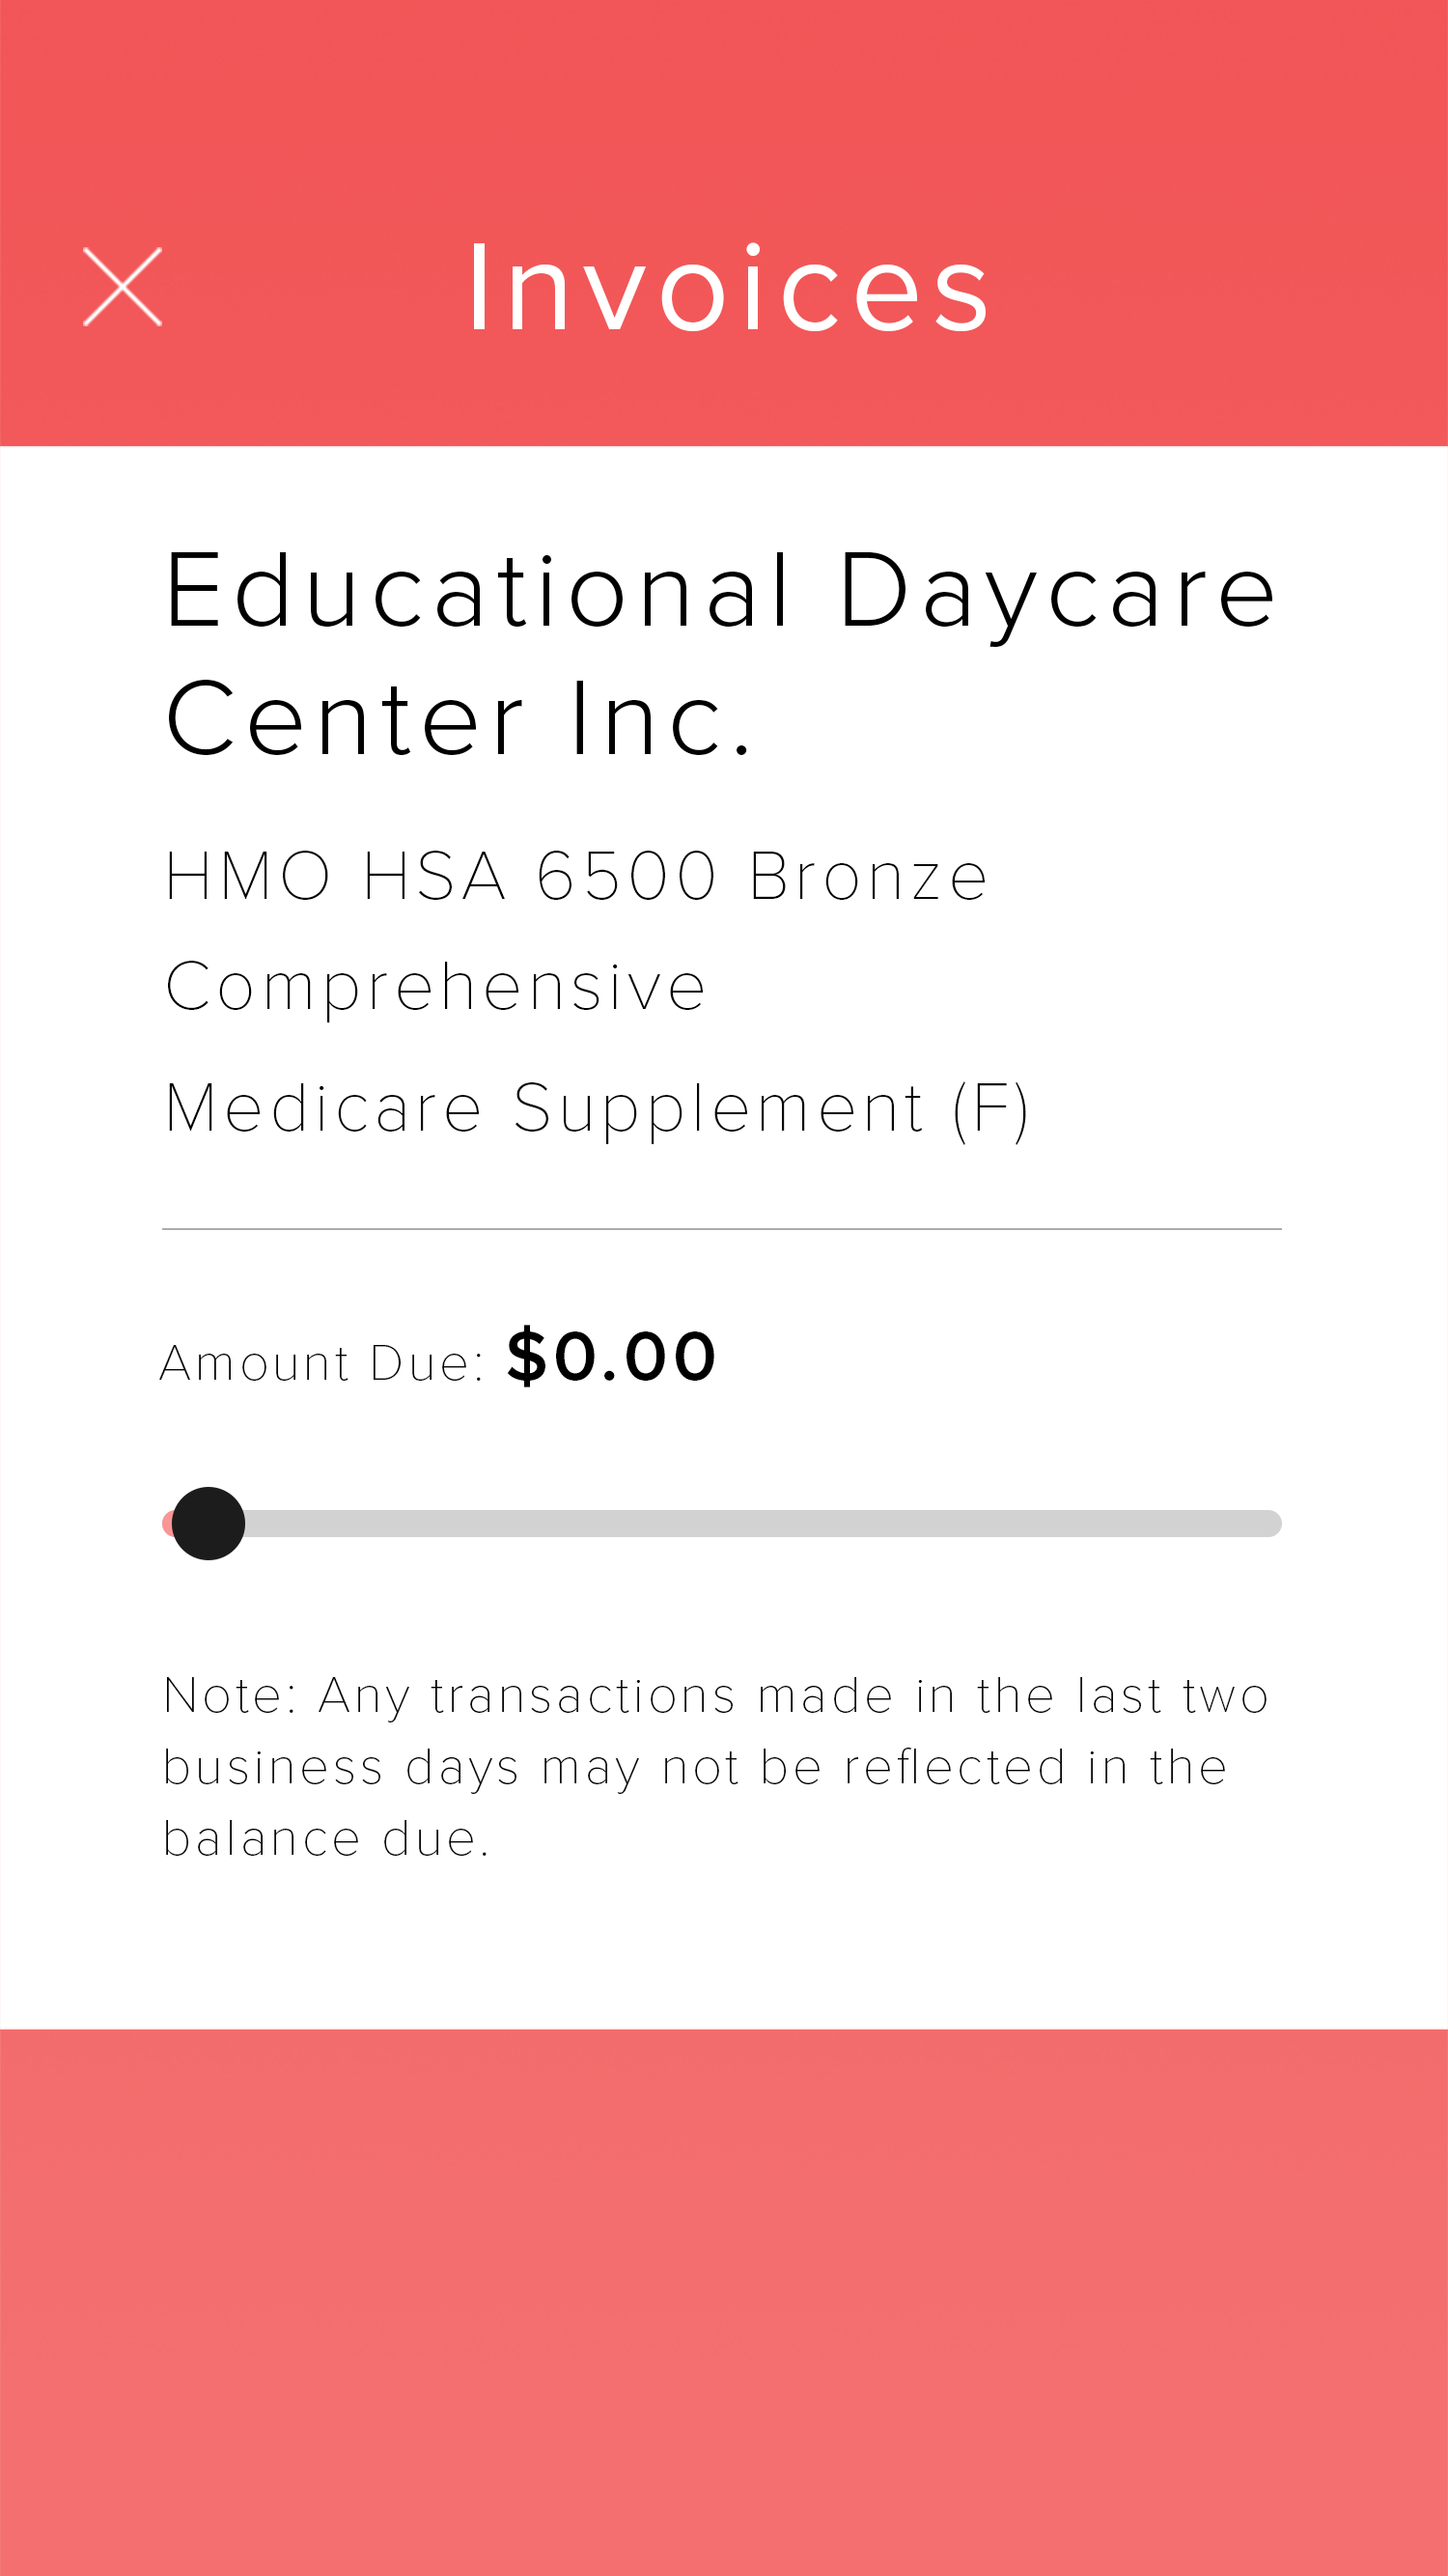 Invoices
Educational Daycare
Center Inc.
HMO HSA 6500 Bronze
Comprehensive
Medicare Supplement (F)
Amount Due: $0.00
Note: Any transactions made in the last two
business days may not be reflected in the
balance due.